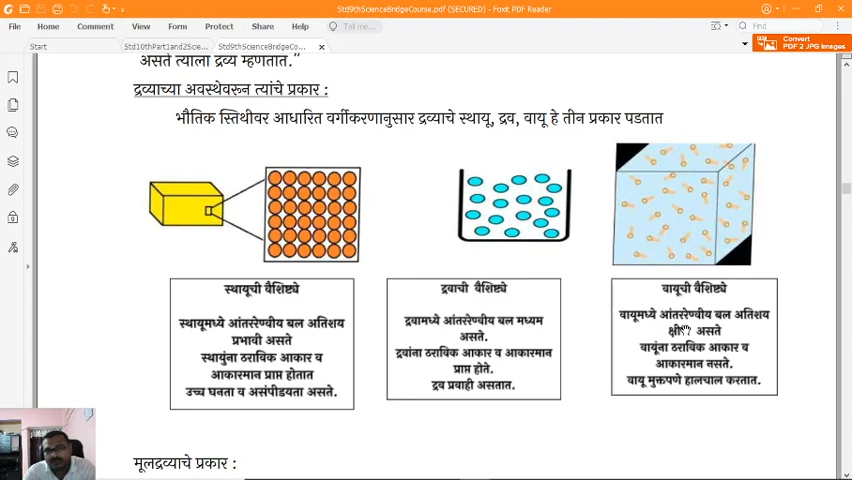 Std9thScienceBridgeCourse.pdf (SECURED) - Foxit PDF Reader
File Home Comment View Form Protect Share Help Tell me... Find
Start Std10thPart1and2Scie... Std9thScienceBridgeCo...
Convert
PDF 2 JPG Images
असते त्याला द्रव्य म्हणतात."
द्रव्याच्या अवस्थेवरून त्यांचे प्रकार :
भौतिक स्तिथीवर आधारित वर्गीकरणानुसार द्रव्याचे स्थायू, द्रव, वायू हे तीन प्रकार पडतात
स्थायूची वैशिष्ट्ये
स्थायूमध्ये आंतररेण्वीय बल अतिशय
प्रभावी असते
स्थायुंना ठराविक आकार व
आकारमान प्राप्त होतात
उच्च घनता व असंपीडयता असते.
द्रवाची वैशिष्ट्ये
द्रवामध्ये आंतररेण्वीय बल मध्यम
असते.
द्रवांना ठराविक आकार व आकारमान
प्राप्त होते.
द्रव प्रवाही असतात.
वायूची वैशिष्ट्ये
वायूमध्ये आंतररेण्वीय बल अतिशय
असते
वायूंना ठराविक आकार व
आकारमान नसते.
वायू मुक्तपणे हालचाल करतात.
मूलद्रव्याचे प्रकार :